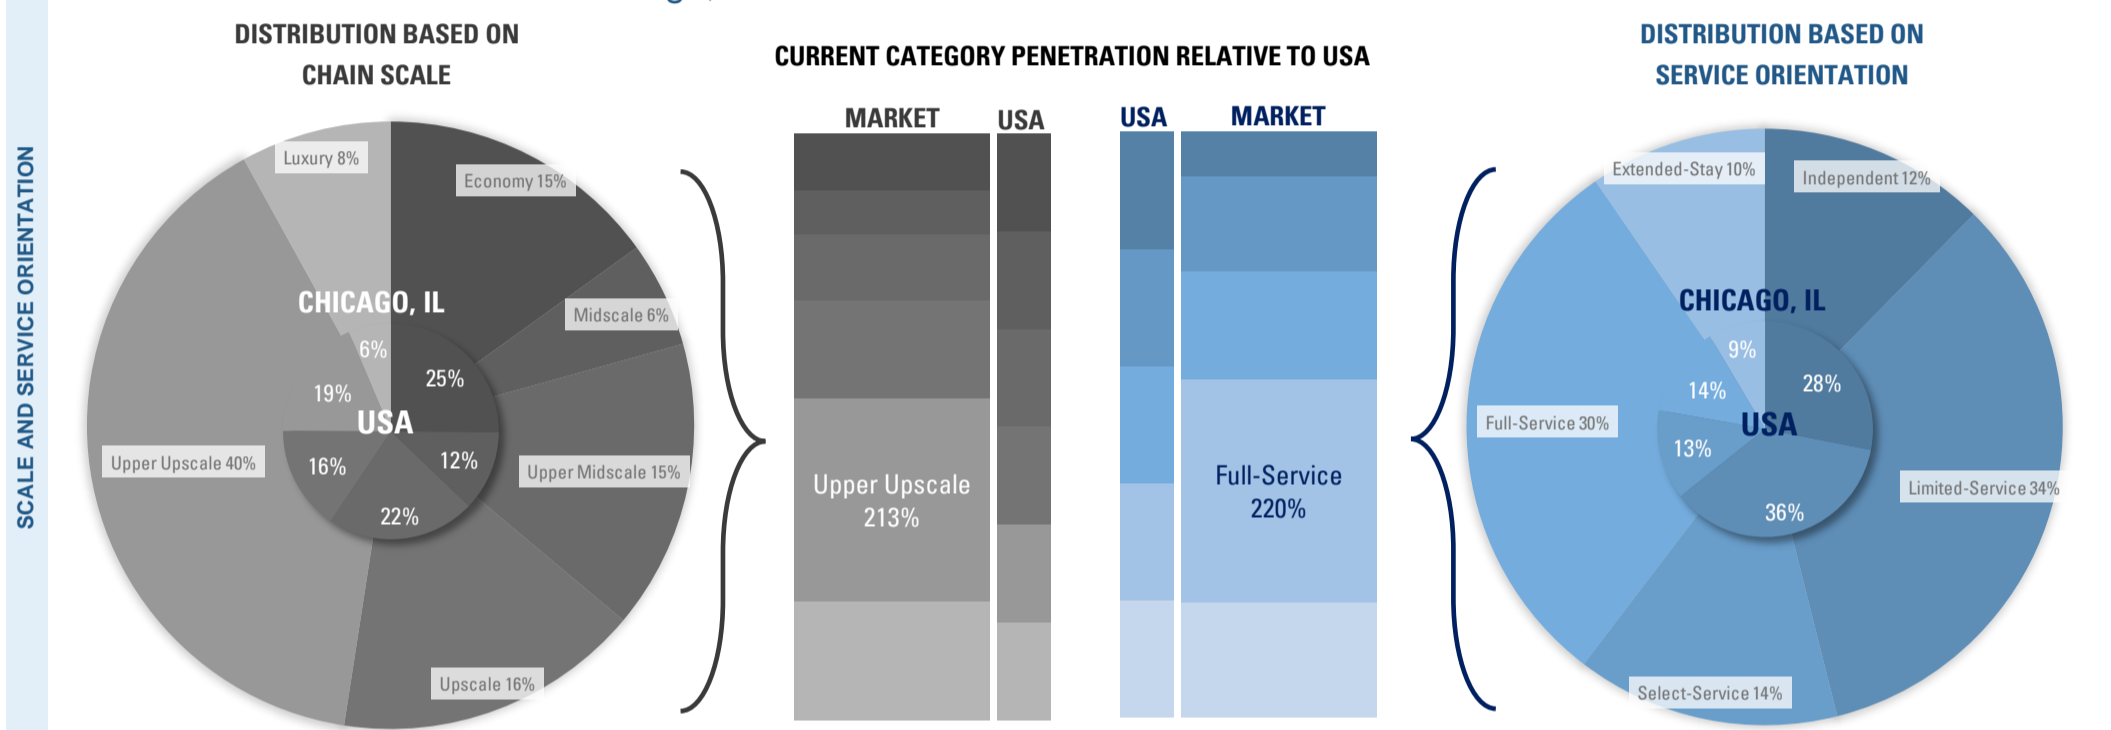 SCALE AND SERVICE ORIENTATION
DISTRIBUTION BASED ON
CHAIN SCALE
Luxury 8%
Economy 15%
CHICAGO, IL
Midscale 6%
6%
25%
19%
USA
Upper Upscale 40%
16%
12%
Upper Midscale 15%
22%
Upscale 16%
CURRENT CATEGORY PENETRATION RELATIVE TO USA
MARKET
USA
USA
MARKET
Upper Upscale
213%
Full-Service
220%
DISTRIBUTION BASED ON
SERVICE ORIENTATION
Extended-Stay 10%
Independent 12%
CHICAGO, IL
9%
14%
28%
Full-Service 30%
USA
13%
Limited-Service 34%
36%
Select-Service 14%